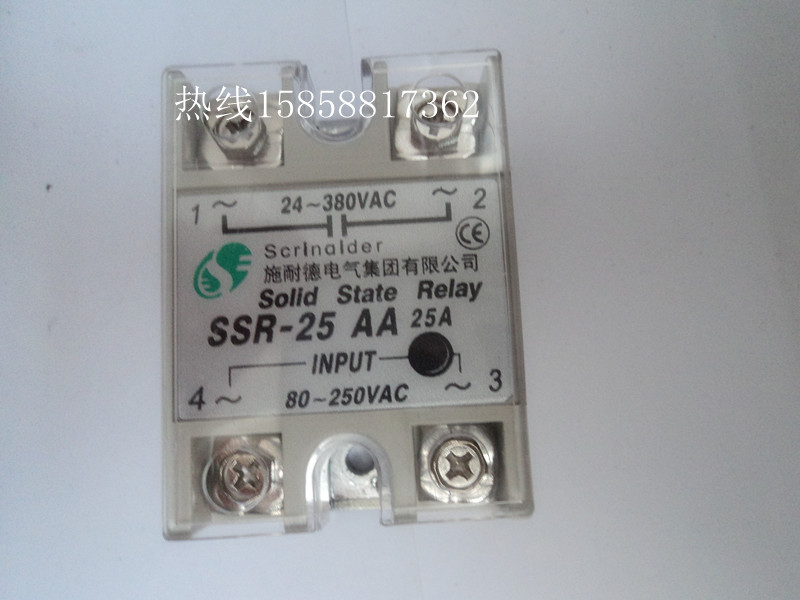 热线15858817362
1 ~ 24~380VAC ~ 2
CE
Scrlnalder
施耐德电气集团有限公司
Solid State Relay
SSR-25 AA 25A
INPUT
4 ~ 80~250VAC ~ 3